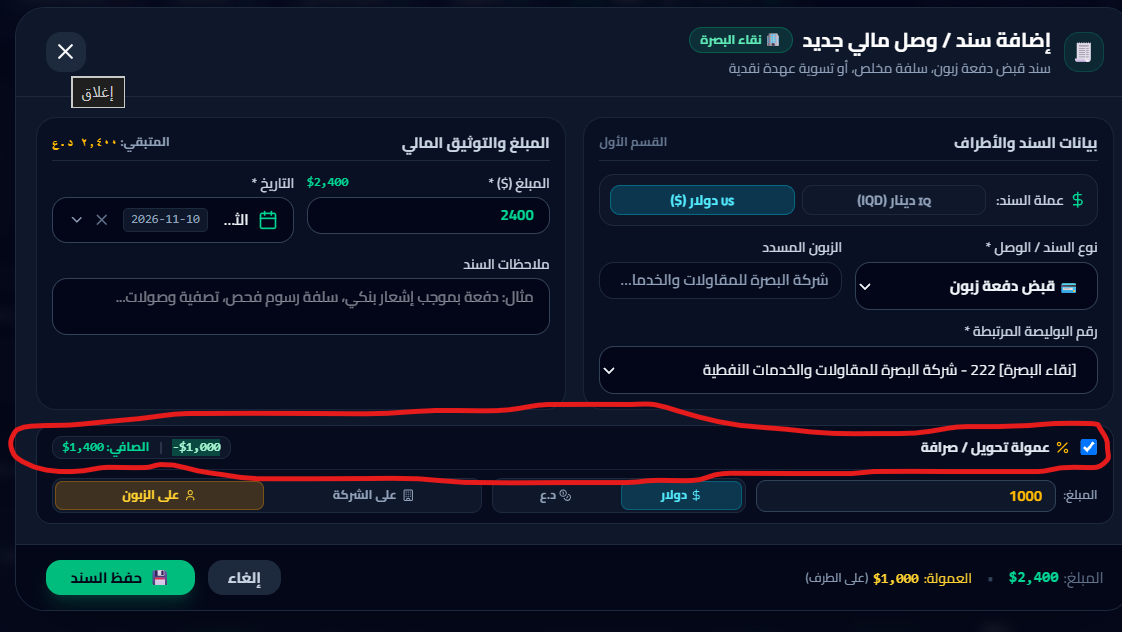 إضافة سند / وصل مالي جديد
نقاء البصرة
سند قبض دفعة زبون، سلفة مخلص، أو تسوية عهدة نقدية
إغلاق
بيانات السند والأطراف
القسم الأول
عملة السند:
IQ دينار (IQD)
US دولار ($)
نوع السند / الوصل *
الزبون المسدد
قبض دفعة زبون
شركة البصرة للمقاولات والخدما...
رقم البوليصة المرتبطة *
[نقاء البصرة] 222 - شركة البصرة للمقاولات والخدمات النفطية
المبلغ والتوثيق المالي
المتبقي: ٢,٤٠٠ د.ع
المبلغ ($) *
$2,400
التاريخ *
2400
الثـ...
2026-11-10
ملاحظات السند
مثال: دفعة بموجب إشعار بنكي، سلفة رسوم فحص، تصفية وصولات...
% عمولة تحويل / صرافة
-$1,000 | الصافي: $1,400
المبلغ:
1000
$ دولار
د.ع
على الشركة
على الزبون
المبلغ: $2,400 • العمولة: $1,000 (على الطرف)
إلغاء
حفظ السند